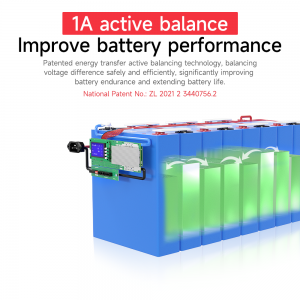 1A active balance
Improve battery performance
Patented energy transfer active balancing technology, balancing
voltage difference safely and efficiently, significantly improving
battery endurance and extending battery life.
National Patent No.: ZL 2021 2 3440756.2